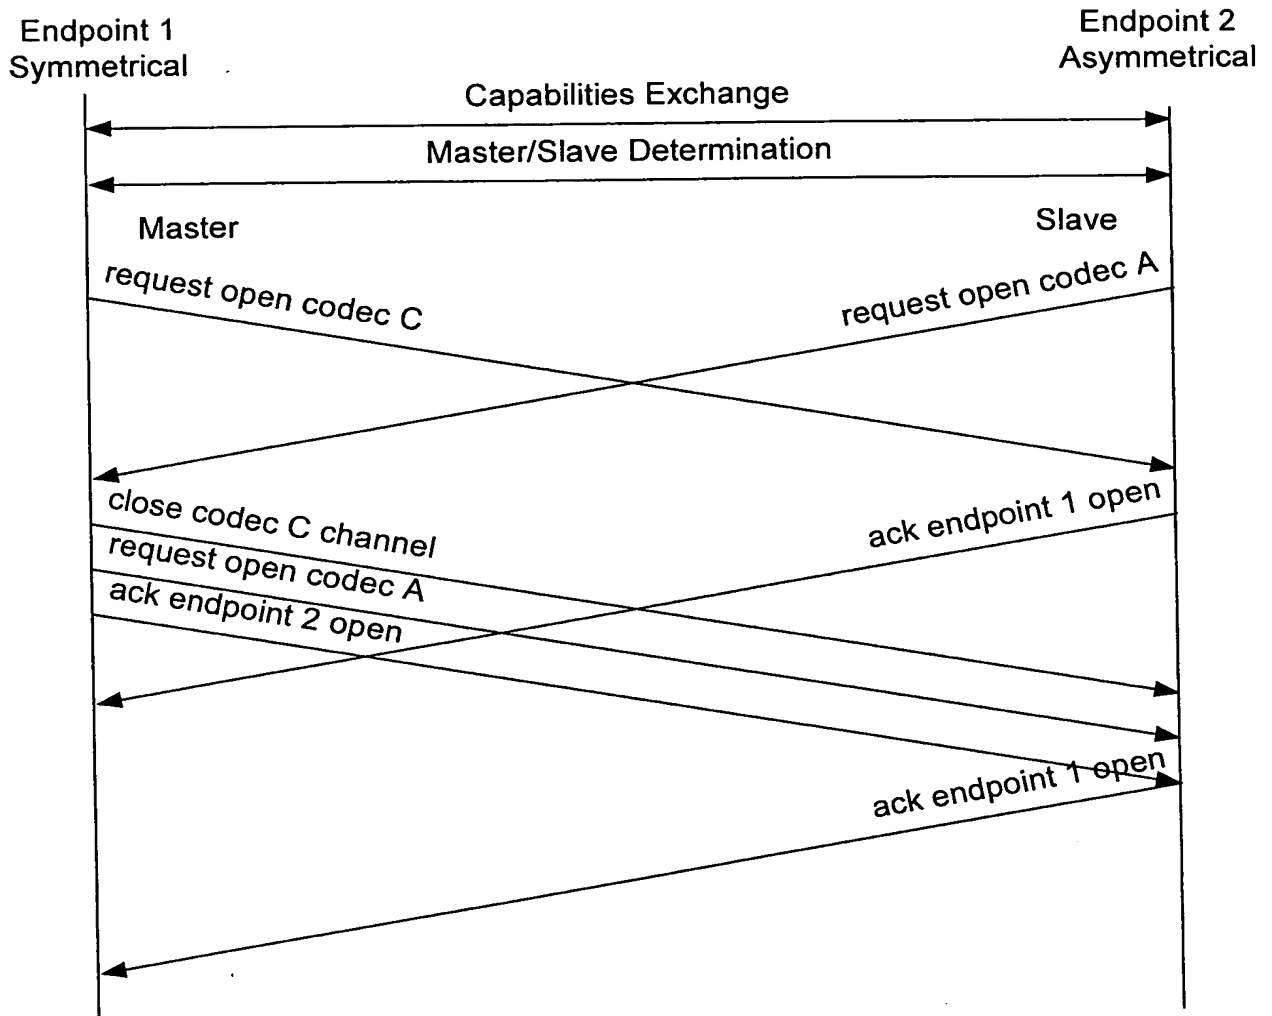 Endpoint 1
Symmetrical
Endpoint 2
Asymmetrical
Capabilities Exchange
Master/Slave Determination
Master
Slave
request open codec C
request open codec A
close codec C channel
ack endpoint 1 open
request open codec A
ack endpoint 2 open
ack endpoint 1 open